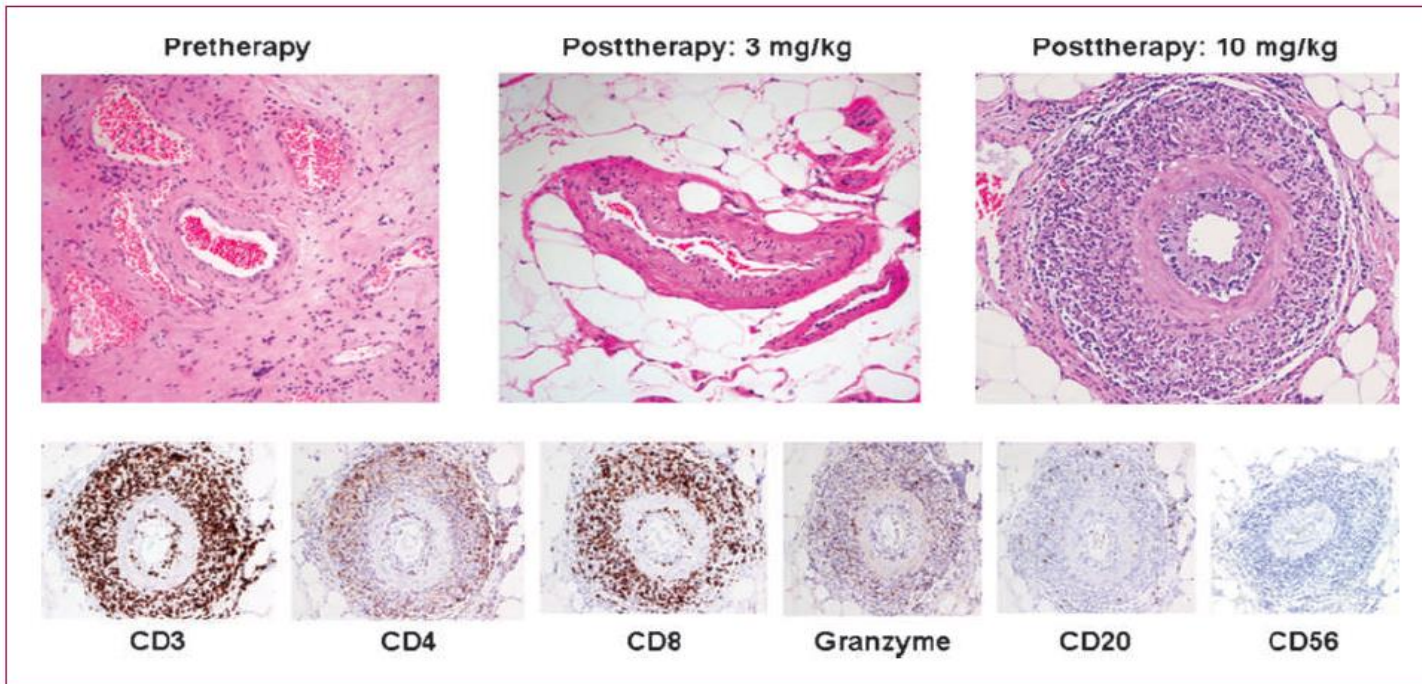 Pretherapy
Posttherapy: 3 mg/kg
Posttherapy: 10 mg/kg
CD3
CD4
CD8
Granzyme
CD20
CD56